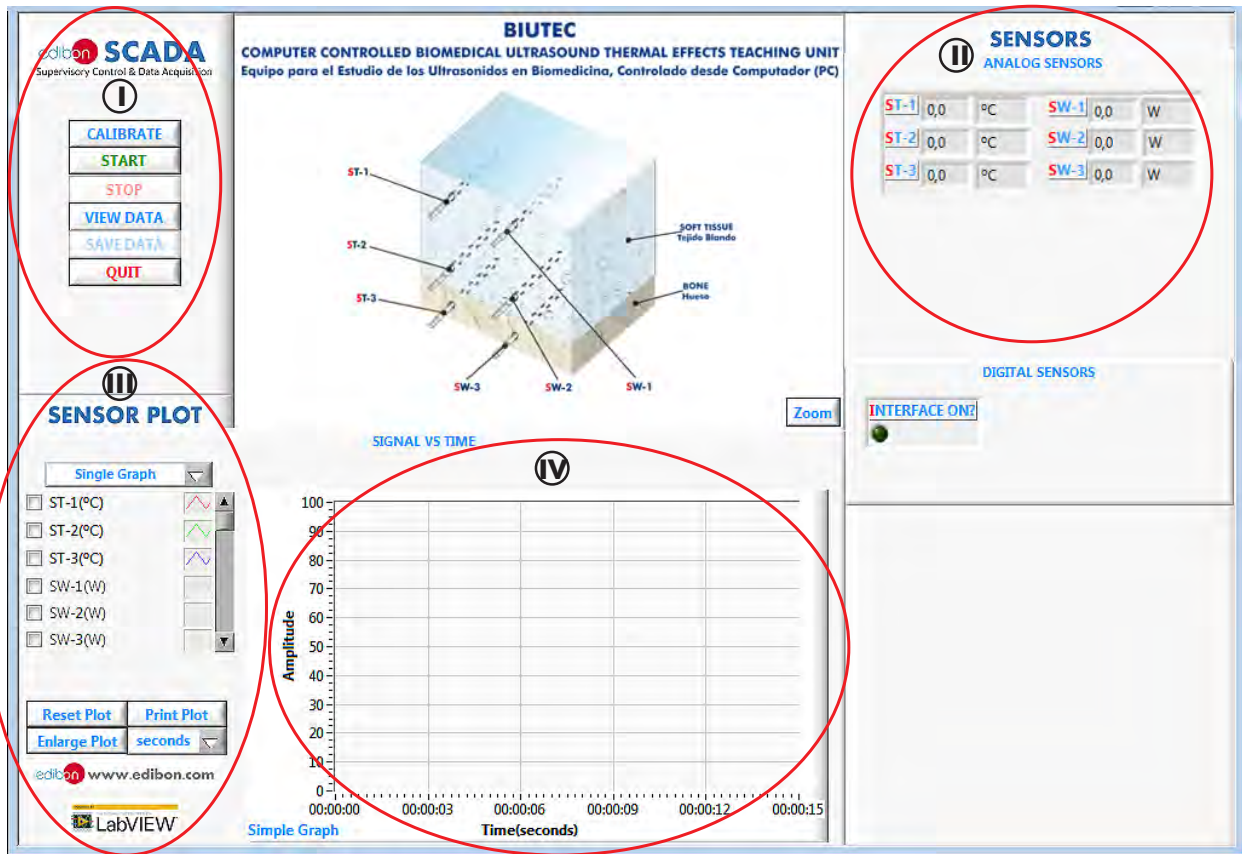 edibon SCADA
Supervisory Control & Data Acquisition
I
CALIBRATE
START
STOP
VIEW DATA
SAVE DATA
QUIT
BIUTEC
COMPUTER CONTROLLED BIOMEDICAL ULTRASOUND THERMAL EFFECTS TEACHING UNIT
Equipo para el Estudio de los Ultrasonidos en Biomedicina, Controlado desde Computador (PC)
ST-1
ST-2
ST-3
SOFT TISSUE
Tejido Blando
BONE
Hueso
SW-3 SW-2 SW-1
Zoom
II
SENSORS
ANALOG SENSORS
ST-1 0,0 ºC SW-1 0,0 W
ST-2 0,0 ºC SW-2 0,0 W
ST-3 0,0 ºC SW-3 0,0 W
DIGITAL SENSORS
INTERFACE ON?
III
SENSOR PLOT
Single Graph
ST-1(ºC)
ST-2(ºC)
ST-3(ºC)
SW-1(W)
SW-2(W)
SW-3(W)
Reset Plot Print Plot
Enlarge Plot seconds
edibon www.edibon.com
LabVIEW
SIGNAL VS TIME
IV
Amplitude
100
90
80
70
60
50
40
30
20
10
0
00:00:00 00:00:03 00:00:06 00:00:09 00:00:12 00:00:15
Simple Graph Time(seconds)